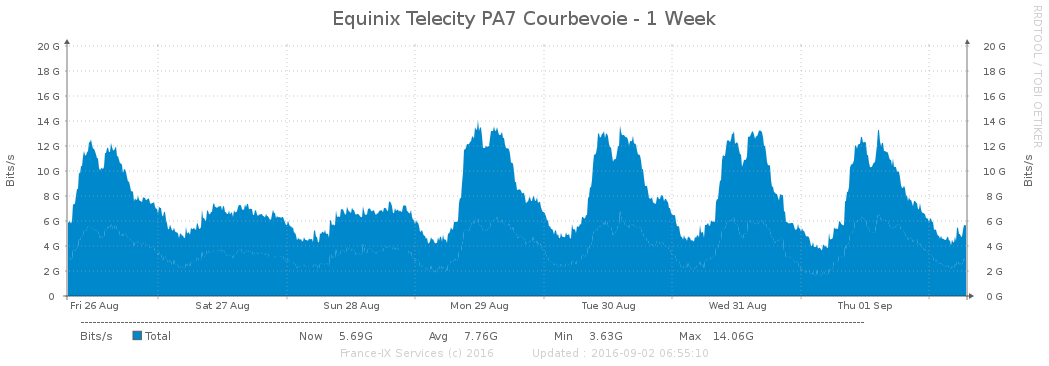 Equinix Telecity PA7 Courbevoie - 1 Week
RRDTOOL / TOBI OETIKER
Bits/s
20 G
18 G
16 G
14 G
12 G
10 G
8 G
6 G
4 G
2 G
0
20 G
18 G
16 G
14 G
12 G
10 G
8 G
6 G
4 G
2 G
0 G
Bits/s
Fri 26 Aug Sat 27 Aug Sun 28 Aug Mon 29 Aug Tue 30 Aug Wed 31 Aug Thu 01 Sep
Bits/s Total Now 5.69G Avg 7.76G Min 3.63G Max 14.06G
France-IX Services (c) 2016 Updated : 2016-09-02 06:55:10